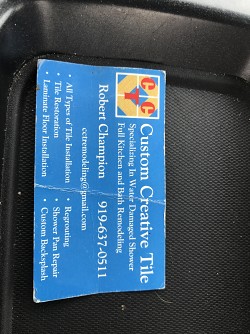 Custom Creative Tile
Specializing In Water Damaged Shower
Full Kitchen and Bath Remodeling
Robert Champion 919-637-0511
cctremodeling@gmail.com
• All Types of Tile Installation • Regrouting
• Tile Restoration • Shower Pan Repair
• Laminate Floor Installation • Custom Backsplash